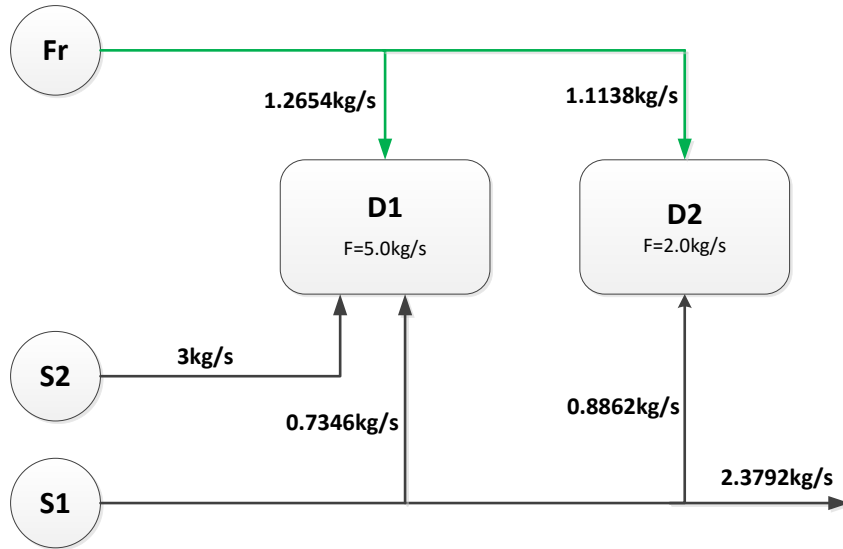 Fr
1.2654kg/s
1.1138kg/s
D1
F=5.0kg/s
D2
F=2.0kg/s
S2
3kg/s
0.7346kg/s
0.8862kg/s
S1
2.3792kg/s